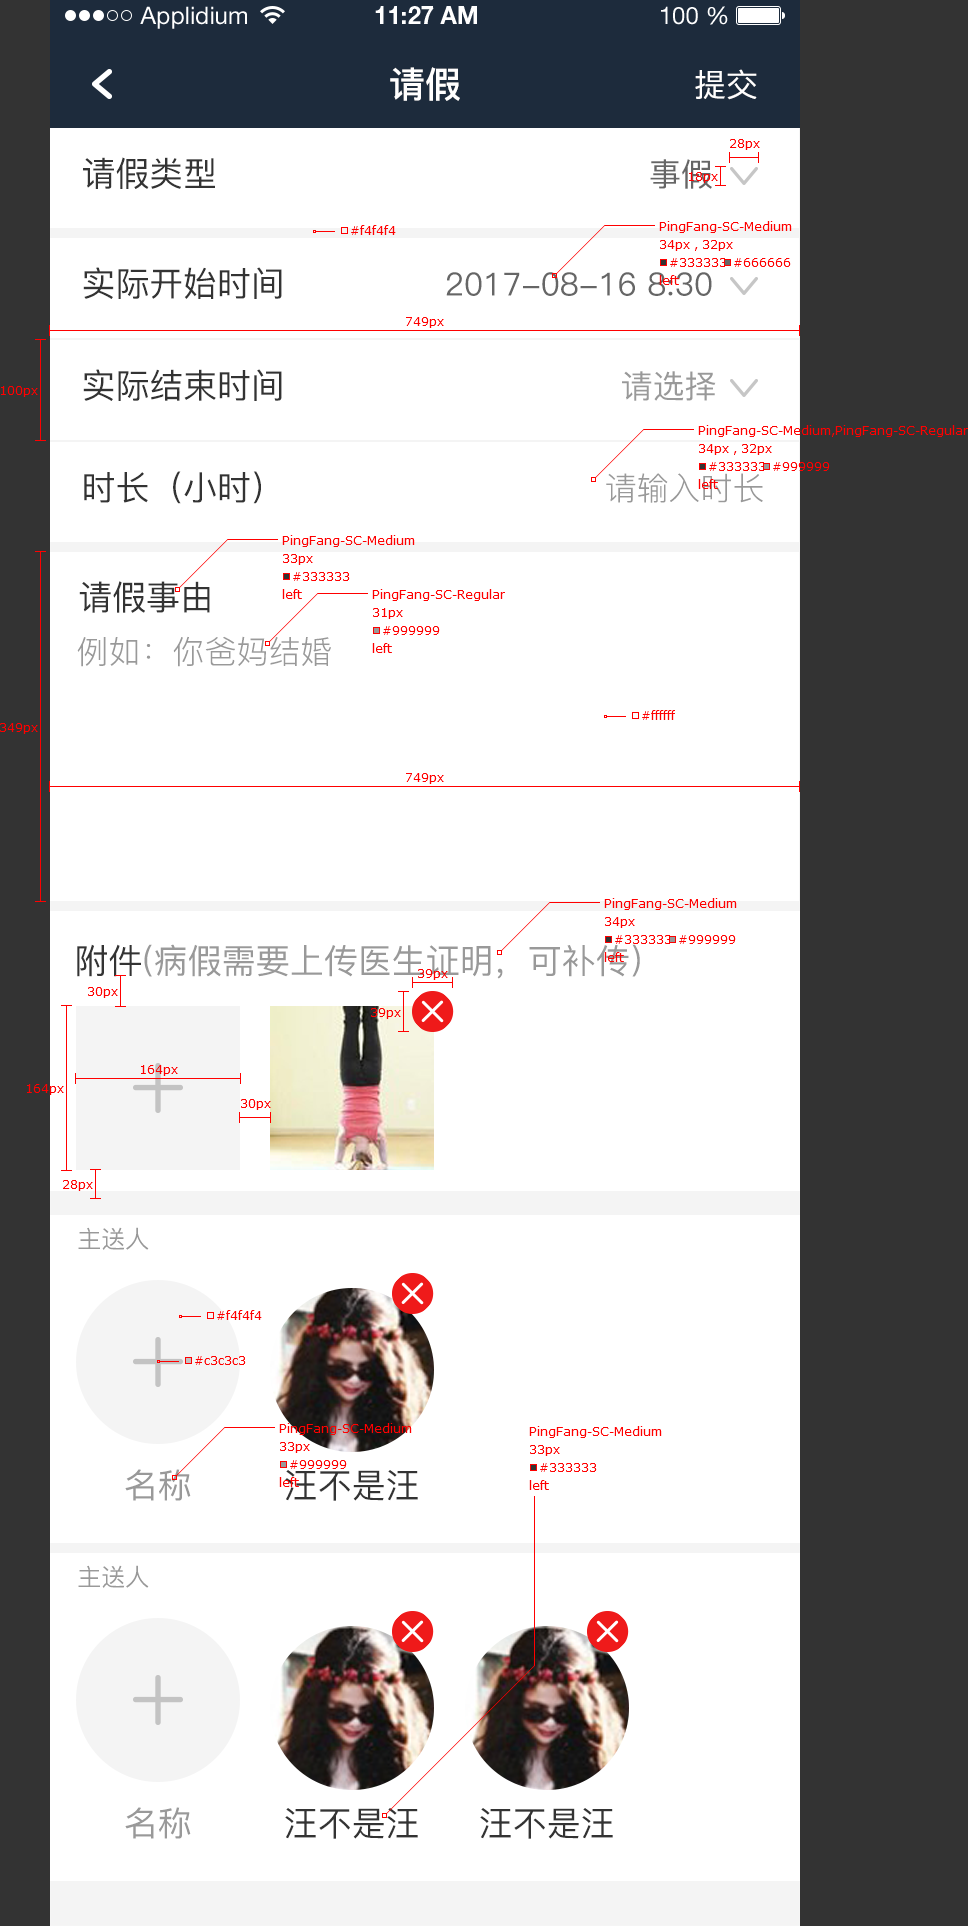 Applidium 11:27 AM 100 %
请假 提交
28px
请假类型 事假 18px
#f4f4f4
PingFang-SC-Medium
34px , 32px
#333333 #666666
left
实际开始时间 2017-08-16 8:30
749px
100px
实际结束时间 请选择
PingFang-SC-Medium,PingFang-SC-Regular
34px , 32px
#333333 #999999
left
时长（小时） 请输入时长
PingFang-SC-Medium
33px
#333333
left
请假事由
PingFang-SC-Regular
31px
#999999
left
例如：你爸妈结婚
#ffffff
349px
749px
PingFang-SC-Medium
34px
#333333 #999999
left
附件(病假需要上传医生证明，可补传)
39px
30px
39px
164px
164px
30px
28px
主送人
#f4f4f4
#c3c3c3
PingFang-SC-Medium
33px
#999999
left
PingFang-SC-Medium
33px
#333333
left
名称 汪不是汪
主送人
名称 汪不是汪 汪不是汪